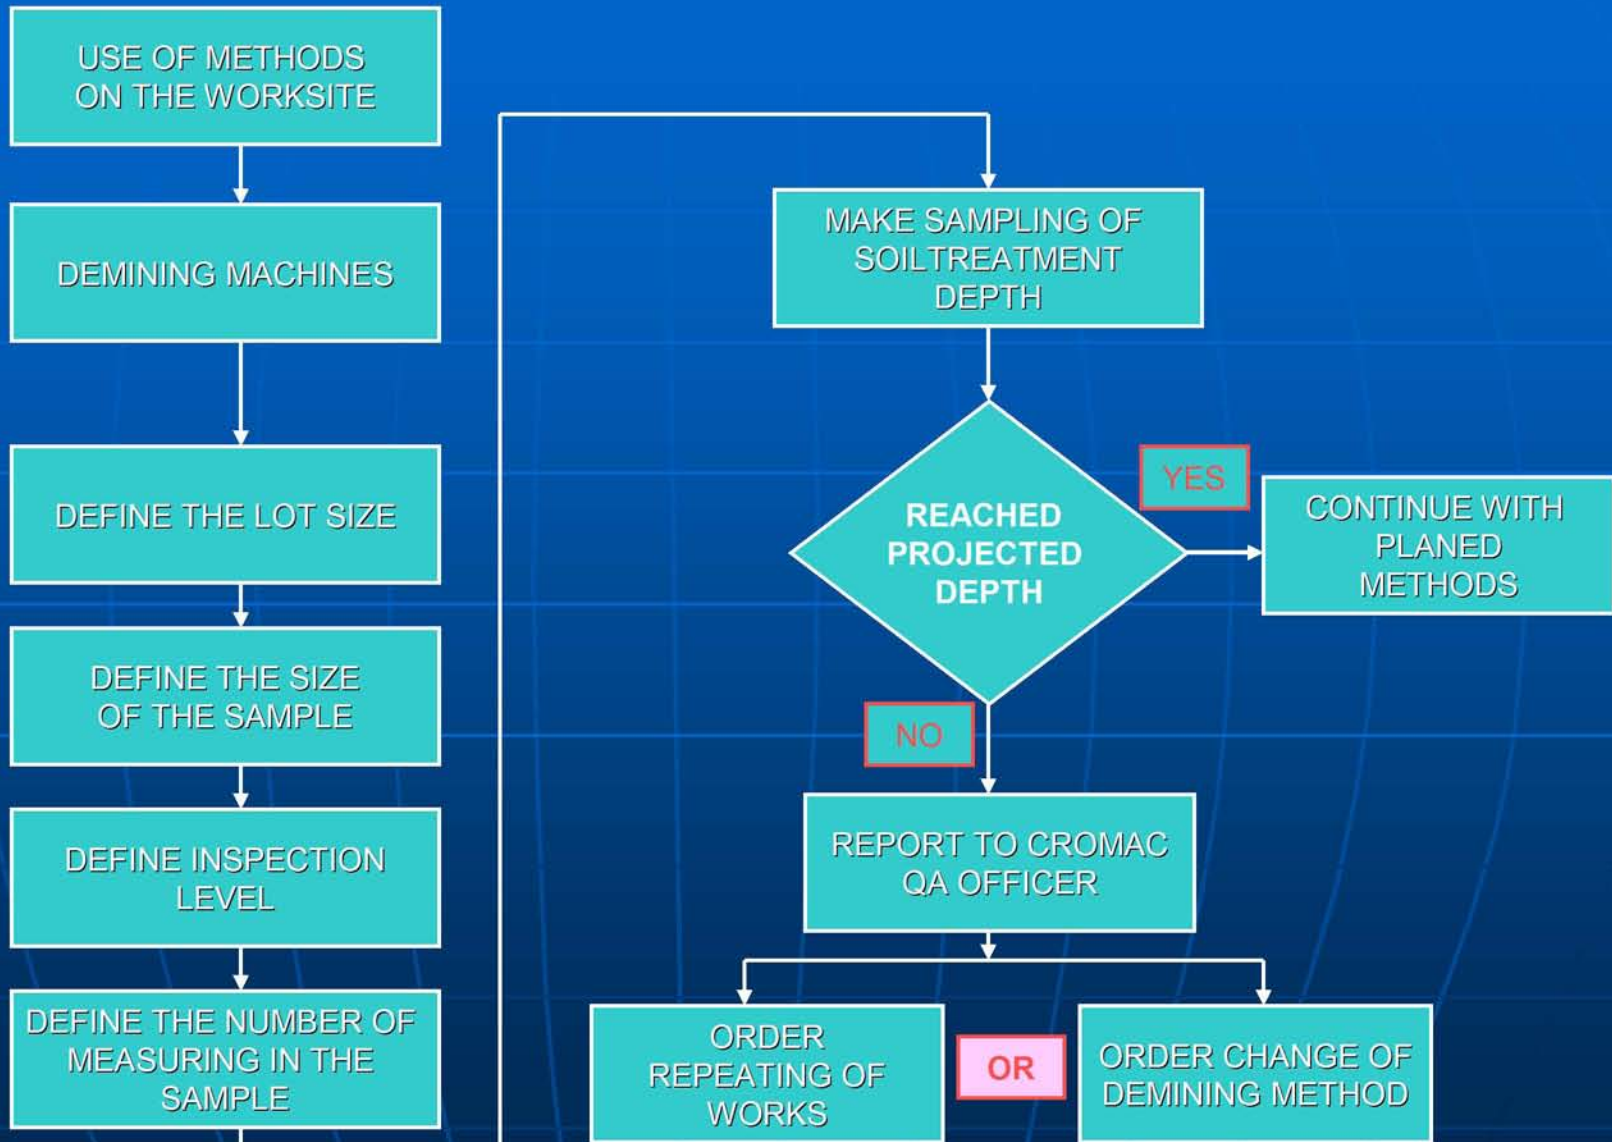 USE OF METHODS
ON THE WORKSITE
DEMINING MACHINES
DEFINE THE LOT SIZE
DEFINE THE SIZE
OF THE SAMPLE
DEFINE INSPECTION
LEVEL
DEFINE THE NUMBER OF
MEASURING IN THE
SAMPLE
MAKE SAMPLING OF
SOILTREATMENT
DEPTH
REACHED
PROJECTED
DEPTH
YES
CONTINUE WITH
PLANED
METHODS
NO
REPORT TO CROMAC
QA OFFICER
ORDER
REPEATING OF
WORKS
OR
ORDER CHANGE OF
DEMINING METHOD